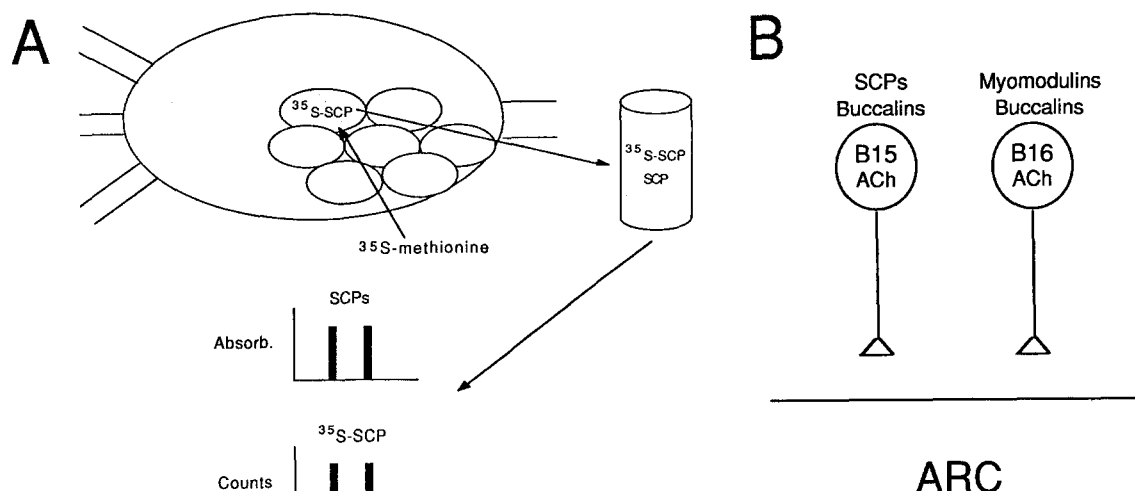 A
³⁵S-SCP
³⁵S-SCP
SCP
³⁵S-methionine
SCPs
Absorb.
³⁵S-SCP
Counts
B
SCPs
Buccalins
Myomodulins
Buccalins
B15
ACh
B16
ACh
ARC